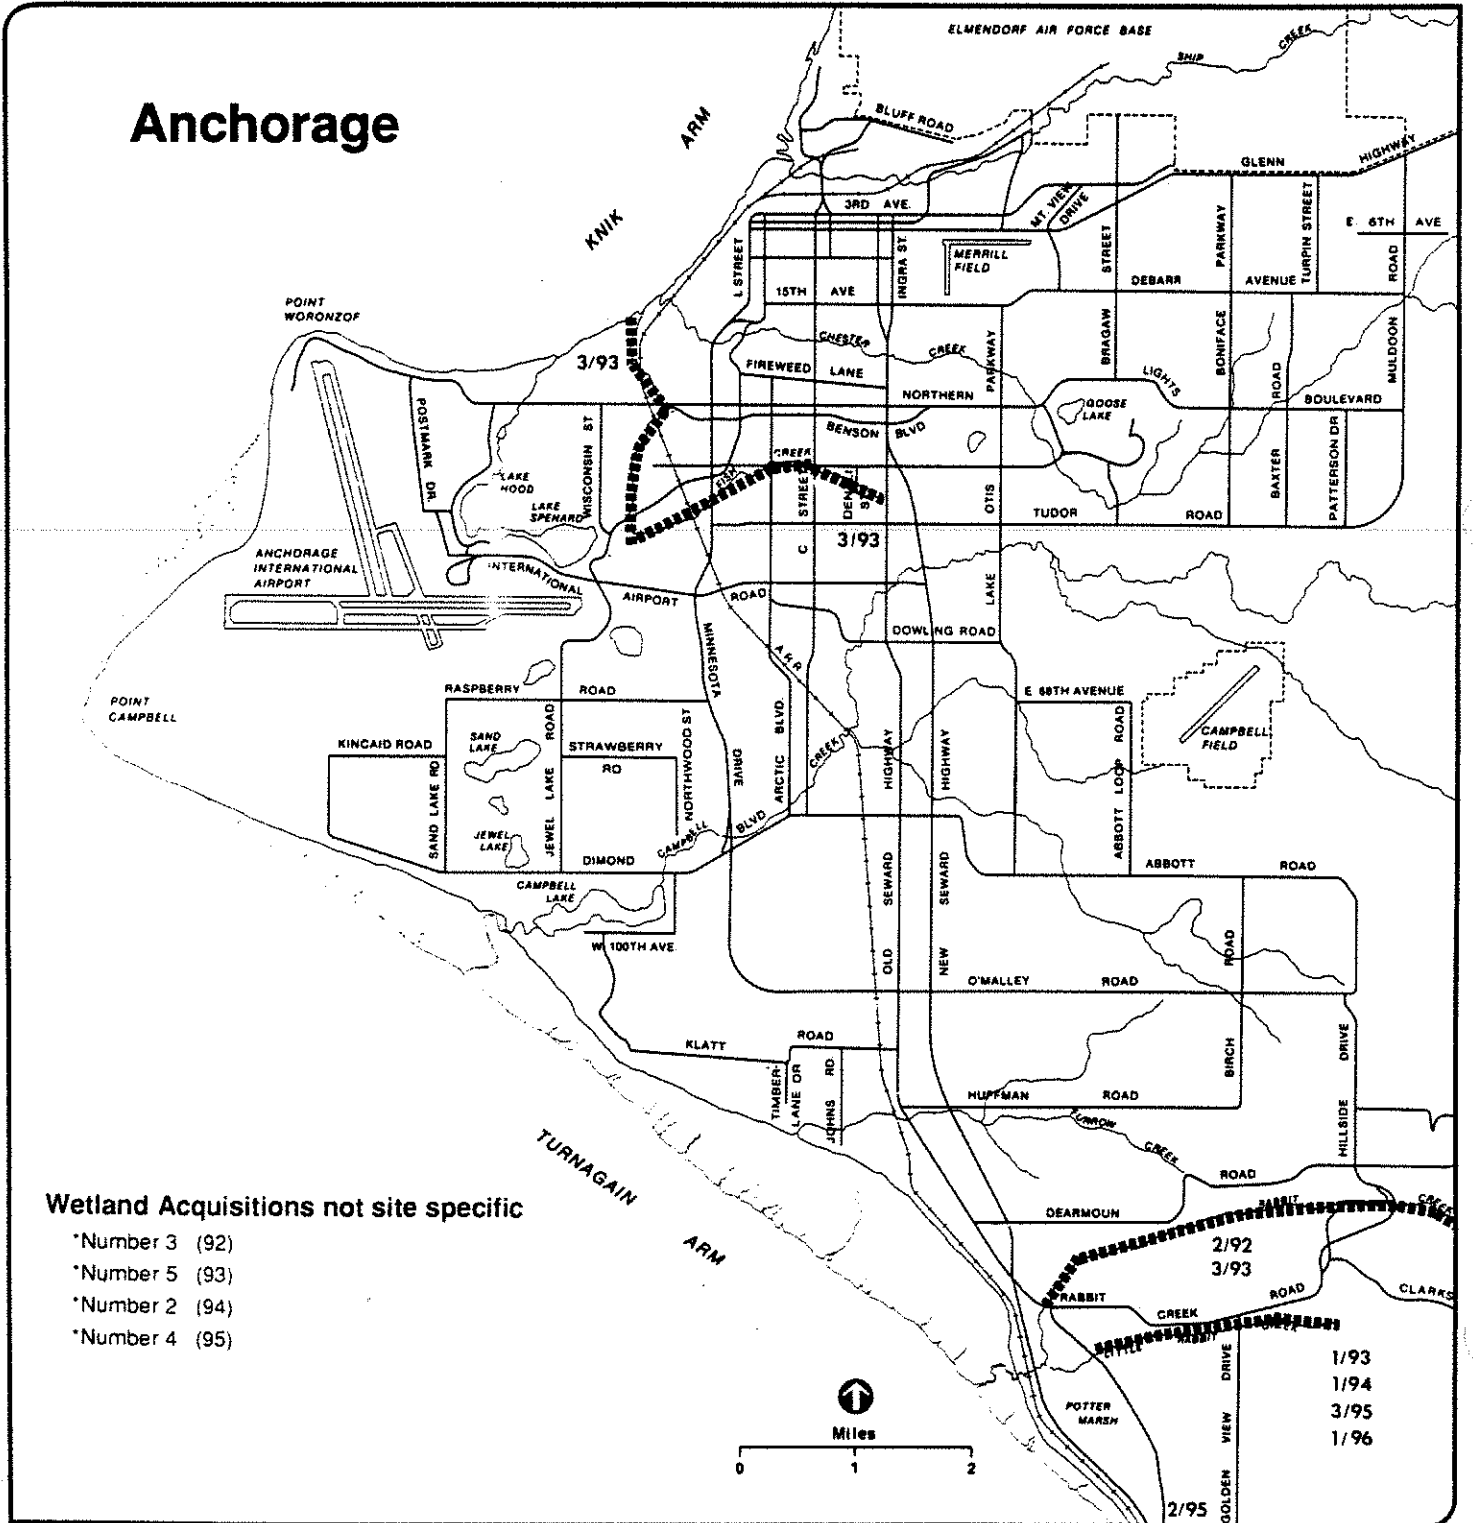 Anchorage
ELMENDORF AIR FORCE BASE
SHIP CREEK
KNIK ARM
BLUFF ROAD
GLENN HIGHWAY
3RD AVE.
MT. VIEW DRIVE
L STREET
INGRA ST.
MERRILL FIELD
STREET
PARKWAY
TURPIN STREET
E. 6TH AVE
ROAD
DEBARR AVENUE
15TH AVE
POINT WORONZOF
3/93
CHESTER CREEK
FIREWEED LANE
PARKWAY
BRAGAW
BONIFACE
MULDON
LIGHTS
NORTHERN
BOULEVARD
ROAD
GOOSE LAKE
BENSON BLVD
POSTMARK DR.
WISCONSIN ST
LAKE HOOD
LAKE SPENARD
FISH CREEK
C STREET
OTIS
BAXTER
PATTERSON DR
TUDOR ROAD
3/93
ANCHORAGE INTERNATIONAL AIRPORT
INTERNATIONAL AIRPORT ROAD
LAKE
DOWLING ROAD
MINNESOTA
A K R
POINT CAMPBELL
RASPBERRY ROAD
E 68TH AVENUE
CAMPBELL FIELD
KINCAID ROAD
SAND LAKE
STRAWBERRY RD
SAND LAKE RD
JEWEL LAKE ROAD
NORTHWOOD ST
DRIVE
ARCTIC BLVD.
CREEK
HIGHWAY
HIGHWAY
ABBOTT LOOP ROAD
JEWEL LAKE
DIMOND
CAMPBELL
BLVD
ABBOTT ROAD
CAMPBELL LAKE
OLD SEWARD
NEW SEWARD
W. 100TH AVE.
O'MALLEY ROAD
ROAD
BIRCH
KLATT ROAD
TIMBER-
LANE DR
JOHNS RD
HUFFMAN ROAD
HILLSIDE DRIVE
FURROW CREEK
ROAD
TURNAGAIN ARM
DEARMOUN
RABBIT CREEK
Wetland Acquisitions not site specific
*Number 3 (92)
*Number 5 (93)
*Number 2 (94)
*Number 4 (95)
2/92
3/93
RABBIT CREEK ROAD
CLARKS
LITTLE RABBIT CREEK
1/93
1/94
3/95
1/96
GOLDEN VIEW DRIVE
POTTER MARSH
Miles
0 1 2
2/95